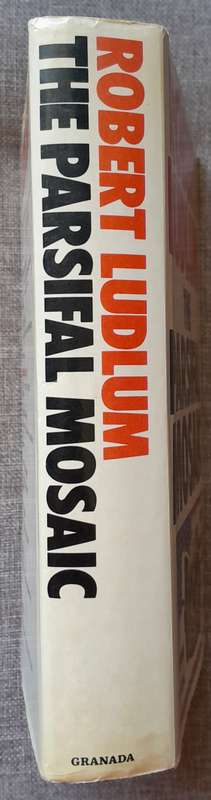 ROBERT LUDLUM
THE PARSIFAL MOSAIC
GRANADA